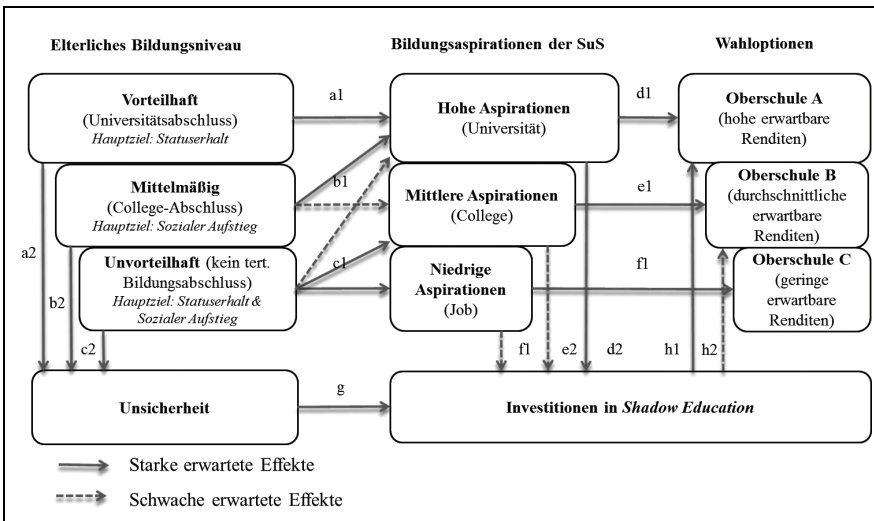 Elterliches Bildungsniveau
Bildungsaspirationen der SuS
Wahloptionen
Vorteilhaft
(Universitätsabschluss)
Hauptziel: Statuserhalt
a1
Hohe Aspirationen
(Universität)
d1
Oberschule A
(hohe erwartbare
Renditen)
Mittelmäßig
(College-Abschluss)
Hauptziel: Sozialer Aufstieg
b1
Mittlere Aspirationen
(College)
e1
Oberschule B
(durchschnittliche
erwartbare
Renditen)
a2
b2
Unvorteilhaft (kein tert.
Bildungsabschluss)
Hauptziel: Statuserhalt &
Sozialer Aufstieg
c1
Niedrige
Aspirationen
(Job)
f1
Oberschule C
(geringe
erwartbare
Renditen)
c2
f1
e2
d2
h1
h2
Unsicherheit
g
Investitionen in Shadow Education
Starke erwartete Effekte
Schwache erwartete Effekte